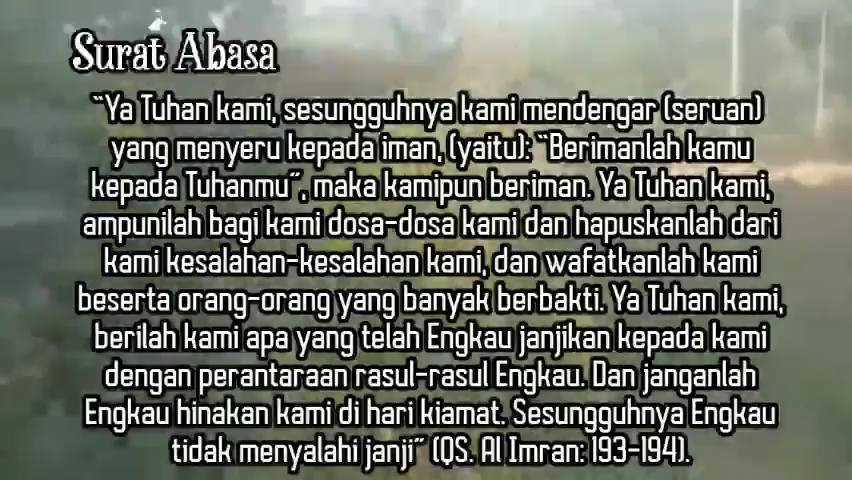 Surat Abasa
"Ya Tuhan kami, sesungguhnya kami mendengar (seruan)
yang menyeru kepada iman, (yaitu): "Berimanlah kamu
kepada Tuhanmu", maka kamipun beriman. Ya Tuhan kami,
ampunilah bagi kami dosa-dosa kami dan hapuskanlah dari
kami kesalahan-kesalahan kami, dan wafatkanlah kami
beserta orang-orang yang banyak berbakti. Ya Tuhan kami,
berilah kami apa yang telah Engkau janjikan kepada kami
dengan perantaraan rasul-rasul Engkau. Dan janganlah
Engkau hinakan kami di hari kiamat. Sesungguhnya Engkau
tidak menyalahi janji" (QS. Al Imran: 193-194).